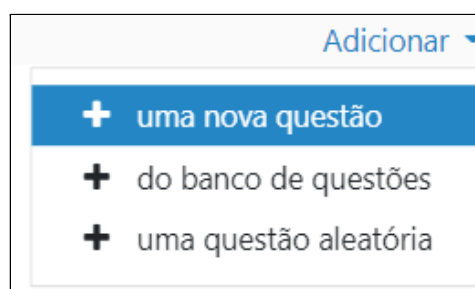 Adicionar
uma nova questão
do banco de questões
uma questão aleatória